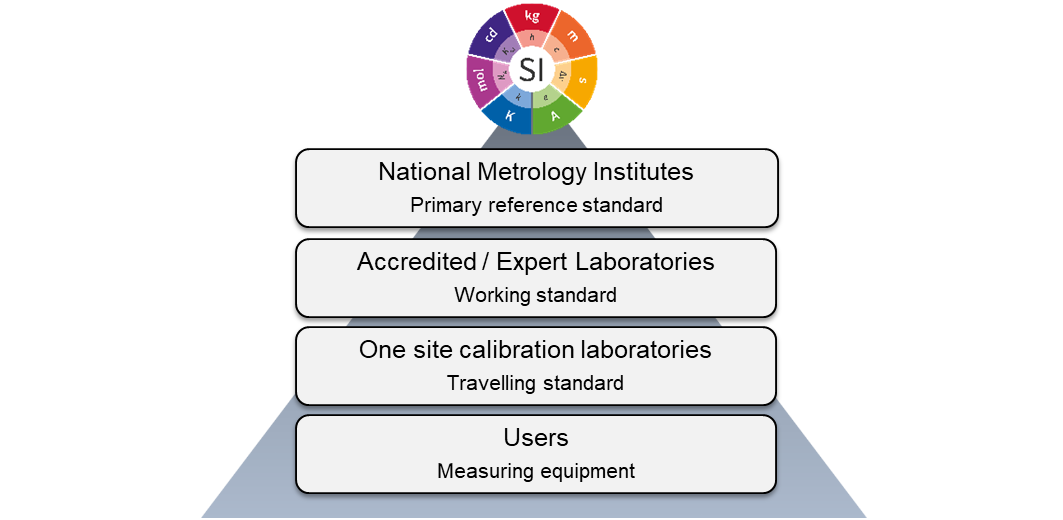 kg
m
s
A
K
mol
cd
h
c
Δν
e
k
SI
National Metrology Institutes
Primary reference standard
Accredited / Expert Laboratories
Working standard
One site calibration laboratories
Travelling standard
Users
Measuring equipment